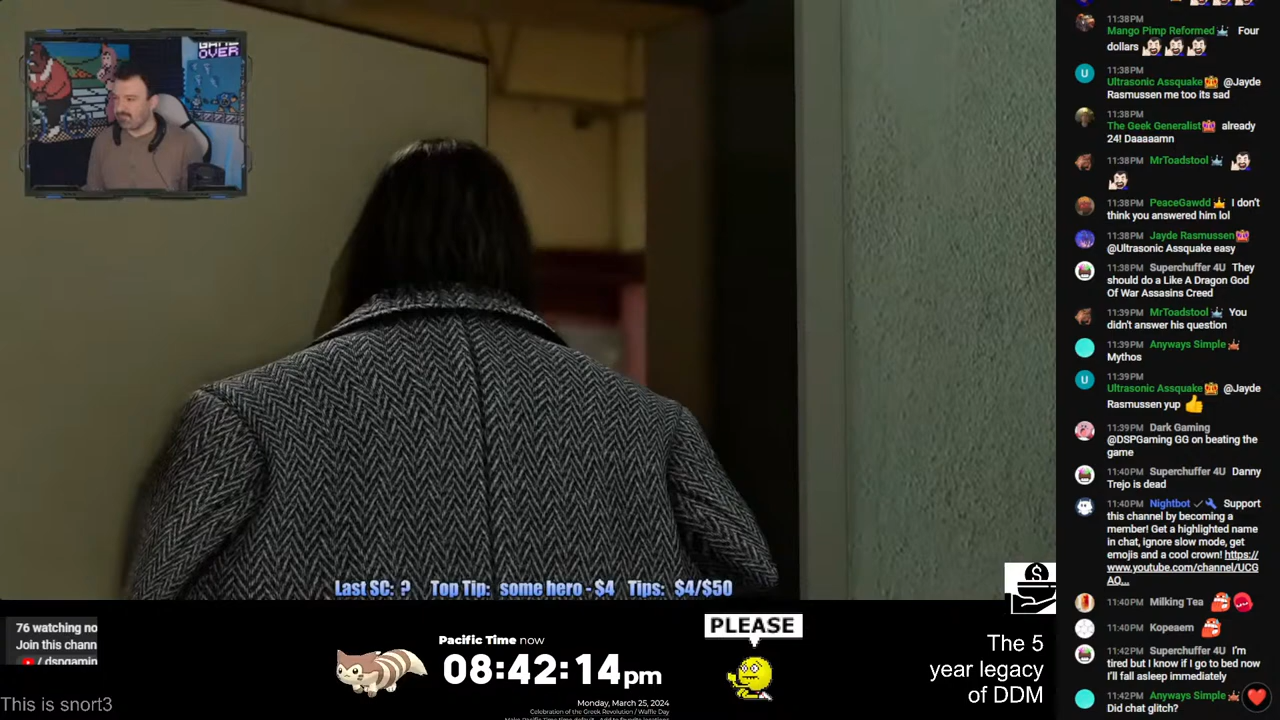 GAME
OVER
Last SC: ? Top Tip: some hero - $4 Tips: $4/$50
76 watching no
Join this chann
/ dspgamin
This is snort3
Pacific Time now
08:42:14pm
Monday, March 25, 2024
Celebration of the Greek Revolution / Waffle Day
PLEASE
The 5
year legacy
of DDM
11:38PM
Mango Pimp Reformed Four
dollars
11:38PM
U
Ultrasonic Assquake @Jayde
Rasmussen me too its sad
11:38PM
The Geek Generalist already
24! Daaaaamn
11:38PM MrToadstool
11:38PM PeaceGawdd I don't
think you answered him lol
11:38PM Jayde Rasmussen
@Ultrasonic Assquake easy
11:38PM Superchuffer 4U They
should do a Like A Dragon God
Of War Assasins Creed
11:39PM MrToadstool You
didn't answer his question
11:39PM Anyways Simple
Mythos
11:39PM
U
Ultrasonic Assquake @Jayde
Rasmussen yup
11:39PM Dark Gaming
@DSPGaming GG on beating the
game
11:40PM Superchuffer 4U Danny
Trejo is dead
11:40PM Nightbot Support
this channel by becoming a
member! Get a highlighted name
in chat, ignore slow mode, get
emojis and a cool crown! https://
www.youtube.com/channel/UCG
AQ...
11:40PM Milking Tea
11:40PM Kopeaem
11:42PM Superchuffer 4U I'm
tired but I know if I go to bed now
I'll fall asleep immediately
11:42PM Anyways Simple
Did chat glitch?